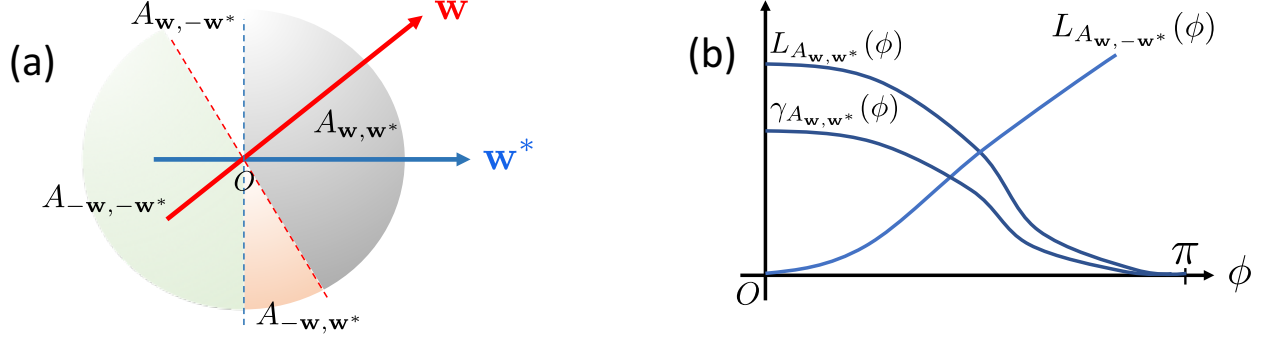 (a)
A_{w,-w*}
w
A_{w,w*}
w*
O
A_{-w,-w*}
A_{-w,w*}
(b)
L_{A_{w,w*}}(ϕ)
L_{A_{w,-w*}}(ϕ)
γ_{A_{w,w*}}(ϕ)
π
O
ϕ